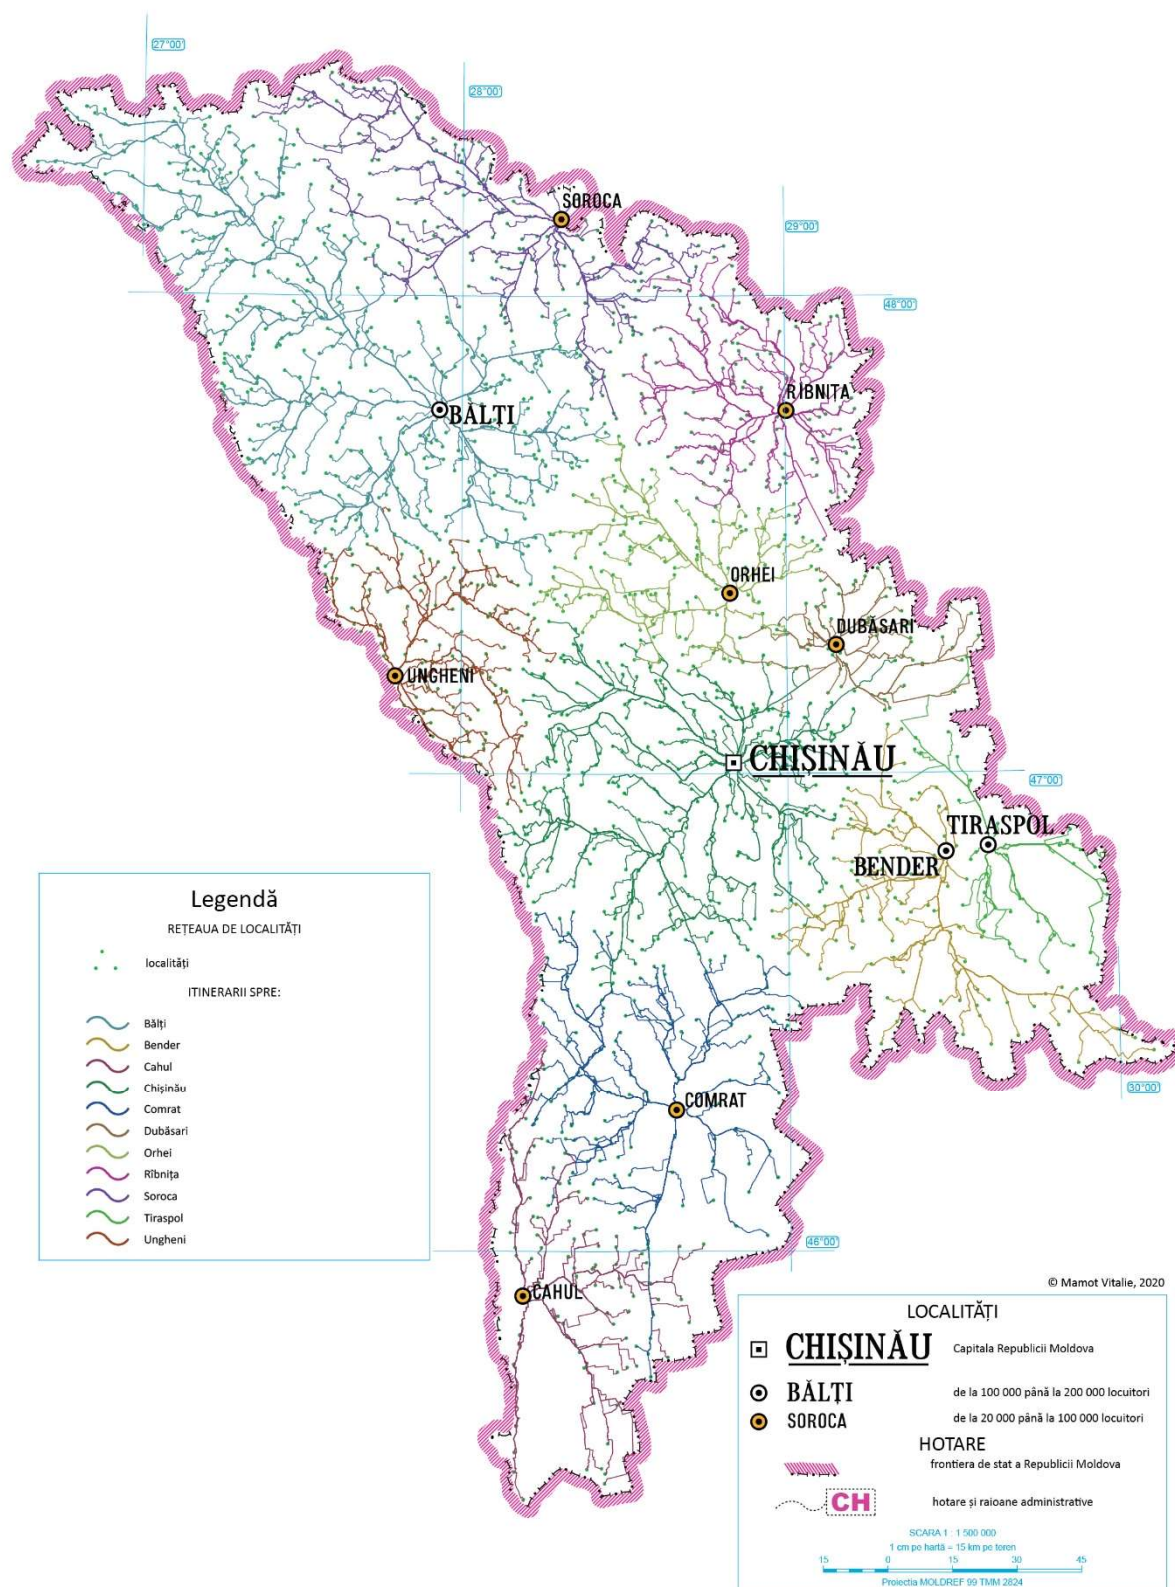 27°00'
28°00'
SOROCA
29°00'
48°00'
RÎBNIȚA
BĂLȚI
ORHEI
DUBĂSARI
UNGHENI
CHIȘINĂU
47°00'
TIRASPOL
BENDER
Legendă
REȚEAUA DE LOCALITĂȚI
localități
ITINERARII SPRE:
Bălți
Bender
Cahul
Chișinău
Comrat
Dubăsari
Orhei
Rîbnița
Soroca
Tiraspol
Ungheni
30°00'
COMRAT
46°00'
CAHUL
© Mamot Vitalie, 2020
LOCALITĂȚI
CHIȘINĂU Capitala Republicii Moldova
BĂLȚI de la 100 000 până la 200 000 locuitori
SOROCA de la 20 000 până la 100 000 locuitori
HOTARE
frontiera de stat a Republicii Moldova
CH hotare și raioane administrative
SCARA 1 : 1 500 000
1 cm pe hartă = 15 km pe teren
15 0 15 30 45
Proiectia MOLDREF 99 TMM 2824